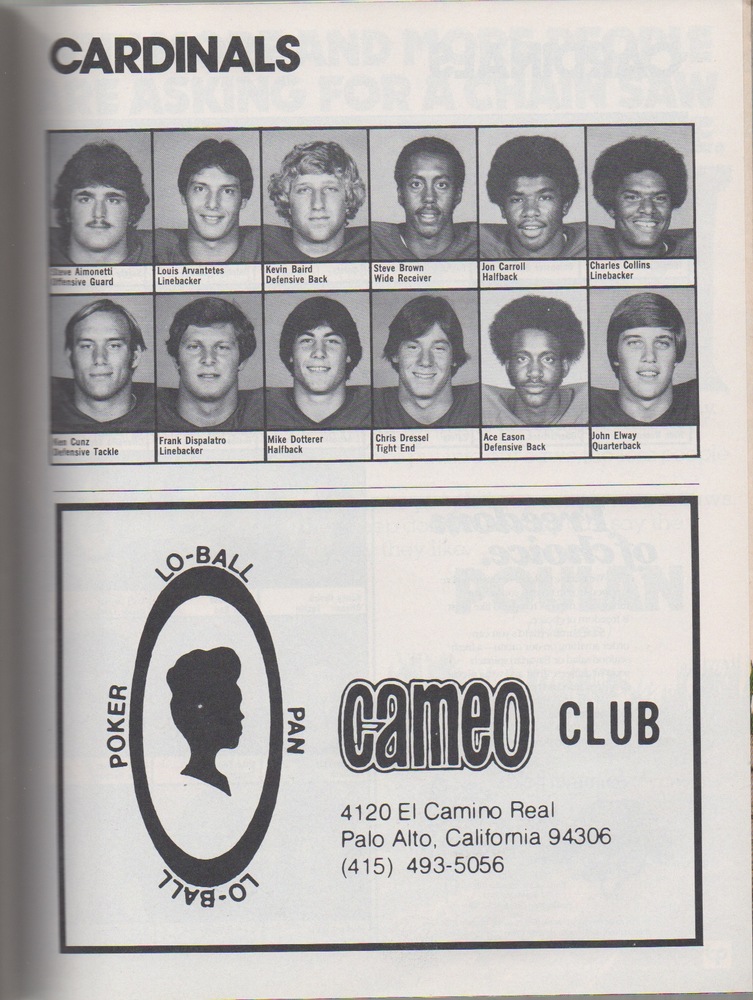 CARDINALS
Steve Aimonetti
Offensive Guard
Louis Arvantetes
Linebacker
Kevin Baird
Defensive Back
Steve Brown
Wide Receiver
Jon Carroll
Halfback
Charles Collins
Linebacker
Ken Cunz
Defensive Tackle
Frank Dispalatro
Linebacker
Mike Dotterer
Halfback
Chris Dressel
Tight End
Ace Eason
Defensive Back
John Elway
Quarterback
LO-BALL
POKER
PAN
LO-BALL
cameo CLUB
4120 El Camino Real
Palo Alto, California 94306
(415) 493-5056